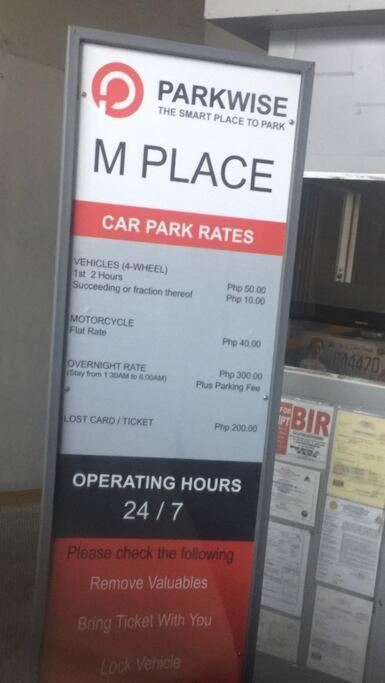 PARKWISE
THE SMART PLACE TO PARK
M PLACE
CAR PARK RATES
VEHICLES (4-WHEEL)
1st 2 Hours Php 50.00
Succeeding or fraction thereof Php 10.00
MOTORCYCLE
Flat Rate Php 40.00
OVERNIGHT RATE Php 300.00
(Stay from 1:30AM to 6:00AM) Plus Parking Fee
LOST CARD / TICKET Php 200.00
OPERATING HOURS
24 / 7
Please check the following
Remove Valuables
Bring Ticket With You
Lock Vehicle
FOR
BIR